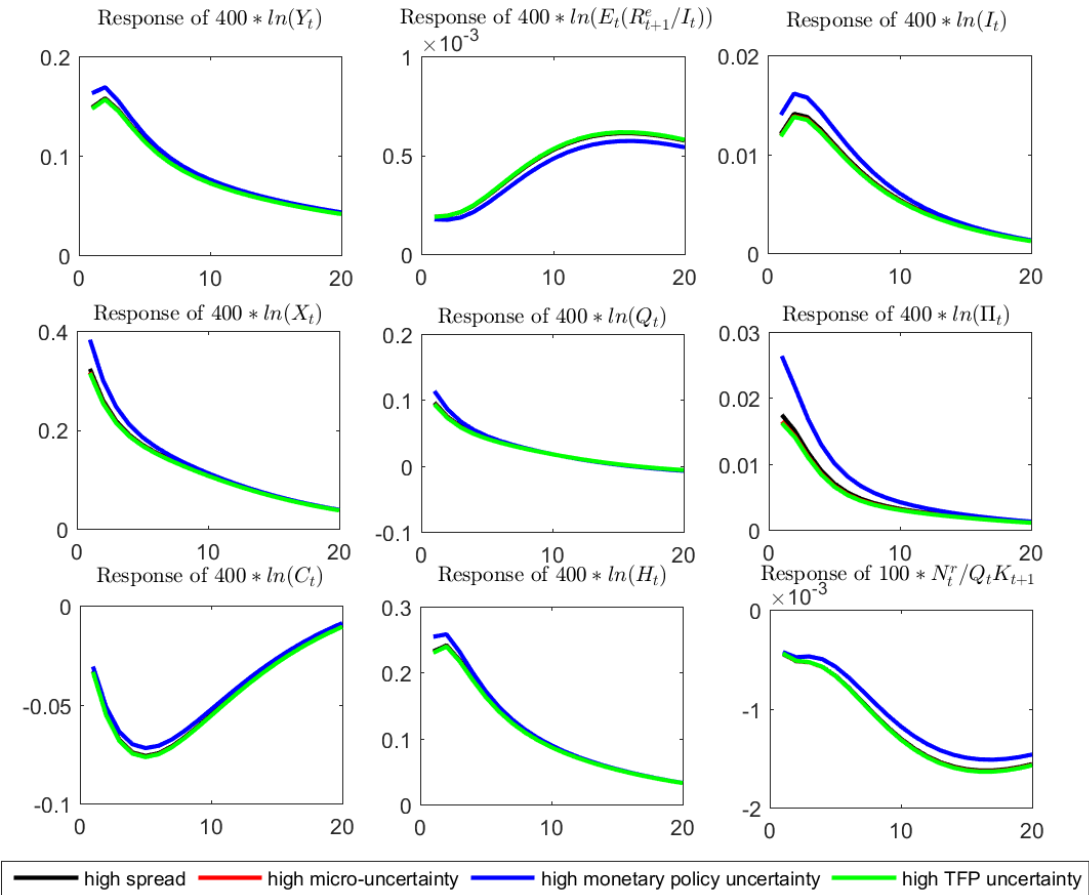 Response of 400 ∗ ln(Y_t)
Response of 400 ∗ ln(E_t(R^e_{t+1}/I_t))
Response of 400 ∗ ln(I_t)
×10^-3
0.2
0.1
0
0 10 20
1
0.5
0
0 10 20
0.02
0.01
0
0 10 20
Response of 400 ∗ ln(X_t)
Response of 400 ∗ ln(Q_t)
Response of 400 ∗ ln(Π_t)
0.4
0.2
0
0 10 20
0.2
0.1
0
-0.1
0 10 20
0.03
0.02
0.01
0
0 10 20
Response of 400 ∗ ln(C_t)
Response of 400 ∗ ln(H_t)
Response of 100 ∗ N^r_t/Q_tK_{t+1}
×10^-3
0
-0.05
-0.1
0 10 20
0.3
0.2
0.1
0
0 10 20
0
-1
-2
0 10 20
high spread high micro-uncertainty high monetary policy uncertainty high TFP uncertainty